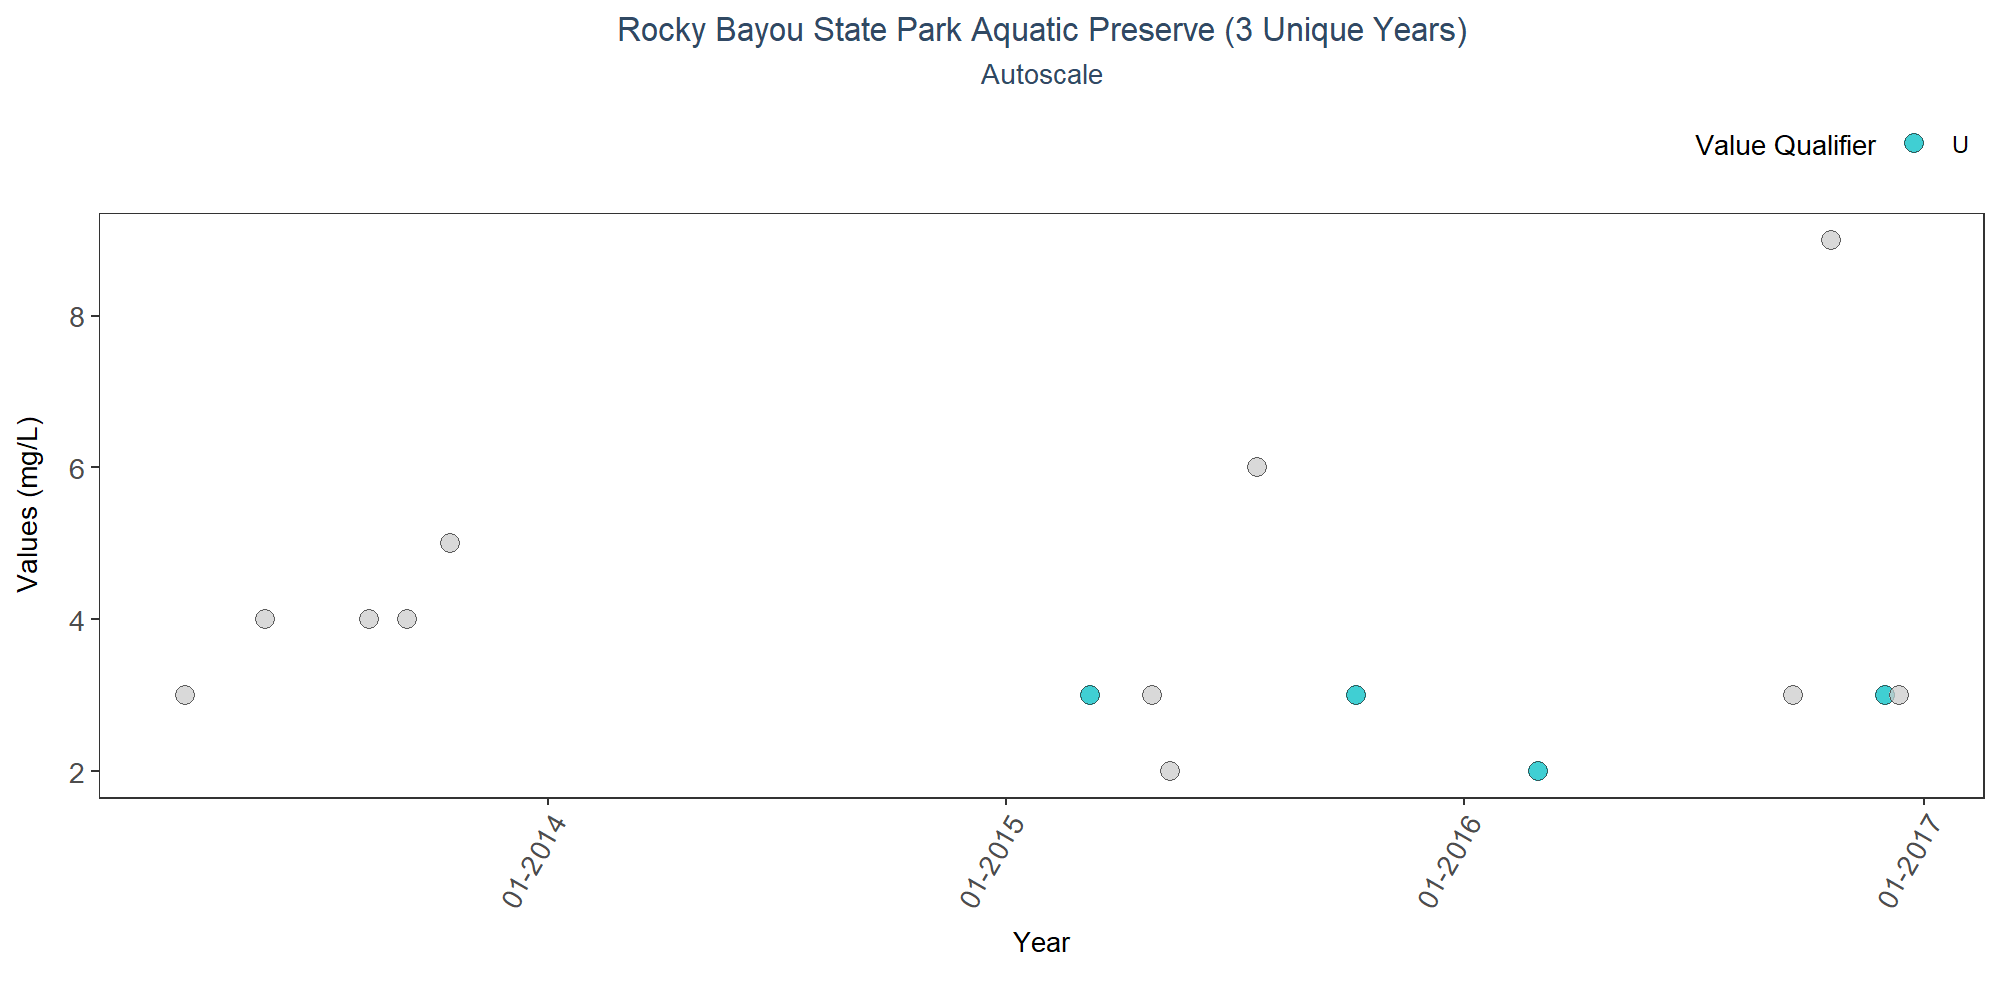 Rocky Bayou State Park Aquatic Preserve (3 Unique Years)
Autoscale
Value Qualifier U
Values (mg/L)
8
6
4
2
01-2014
01-2015
01-2016
01-2017
Year